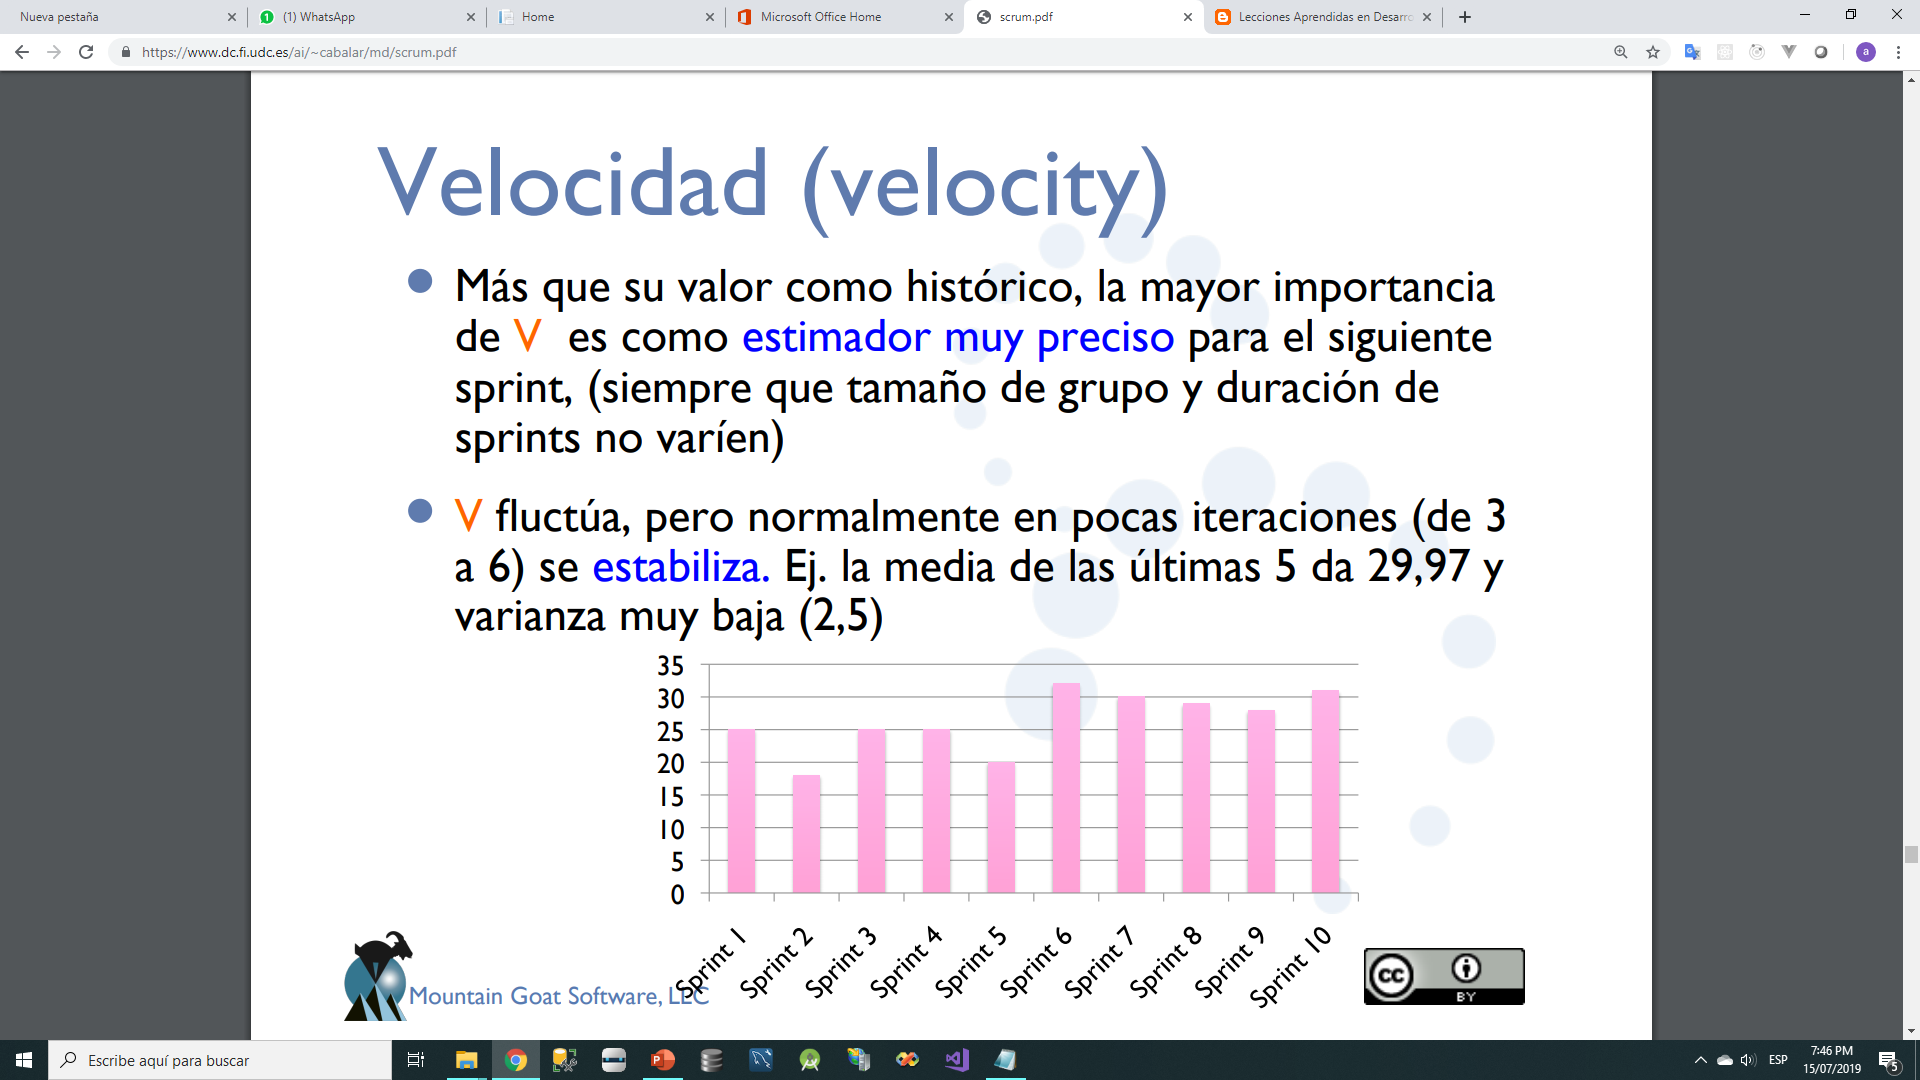 Nueva pestaña
(1) WhatsApp
Home
Microsoft Office Home
scrum.pdf
Lecciones Aprendidas en Desarro
https://www.dc.fi.udc.es/ai/~cabalar/md/scrum.pdf
a
Velocidad (velocity)
Más que su valor como histórico, la mayor importancia
de V es como estimador muy preciso para el siguiente
sprint, (siempre que tamaño de grupo y duración de
sprints no varíen)
V fluctúa, pero normalmente en pocas iteraciones (de 3
a 6) se estabiliza. Ej. la media de las últimas 5 da 29,97 y
varianza muy baja (2,5)
35
30
25
20
15
10
5
0
Sprint 1
Sprint 2
Sprint 3
Sprint 4
Sprint 5
Sprint 6
Sprint 7
Sprint 8
Sprint 9
Sprint 10
Mountain Goat Software, LLC
cc
BY
Escribe aquí para buscar
ESP
7:46 PM
15/07/2019
5